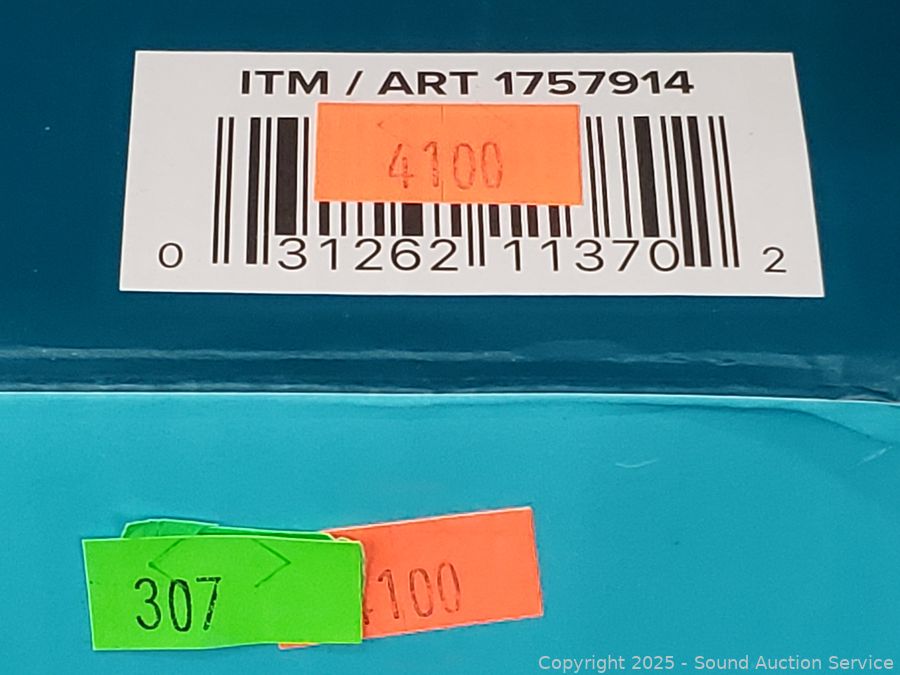 ITM / ART 1757914
4100
0 31262 11370 2
307
100
Copyright 2025 - Sound Auction Service